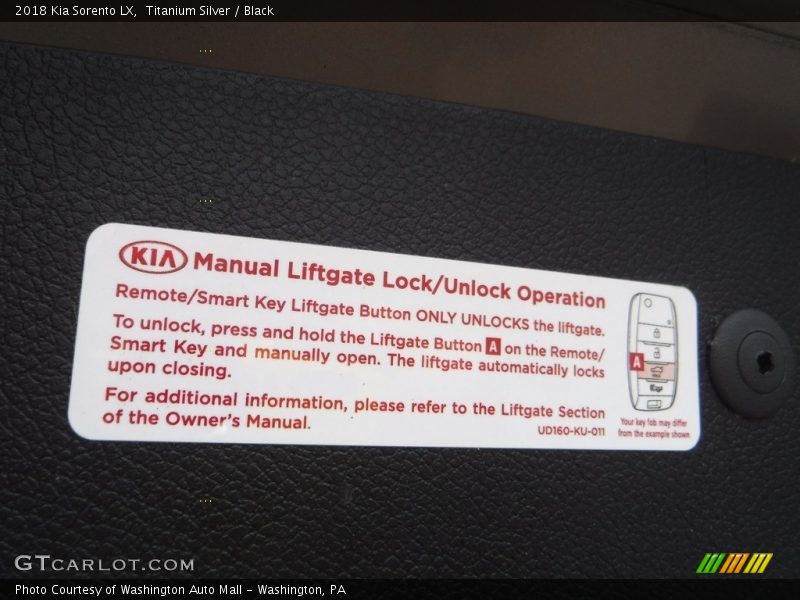 2018 Kia Sorento LX, Titanium Silver / Black
KIA Manual Liftgate Lock/Unlock Operation
Remote/Smart Key Liftgate Button ONLY UNLOCKS the liftgate.
To unlock, press and hold the Liftgate Button A on the Remote/
Smart Key and manually open. The liftgate automatically locks
upon closing.
For additional information, please refer to the Liftgate Section
of the Owner's Manual.
UD160-KU-011
A
Your key fob may differ
from the example shown
GTCARLOT.COM
Photo Courtesy of Washington Auto Mall - Washington, PA